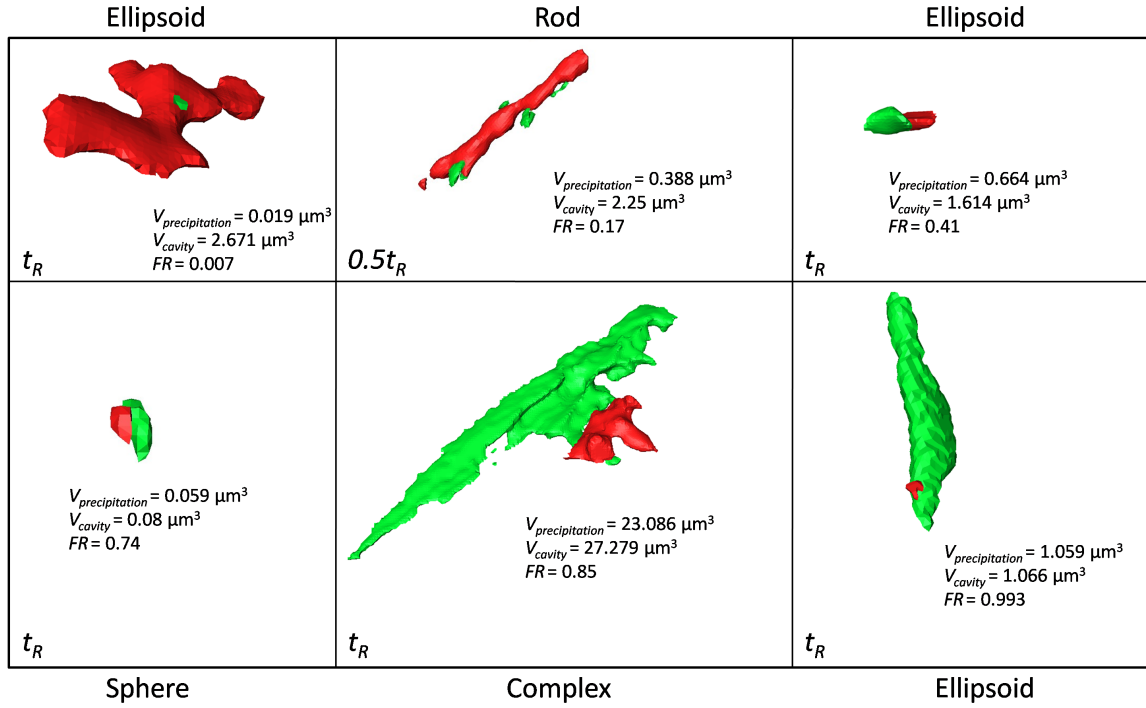 Ellipsoid
Rod
Ellipsoid
V_precipitation = 0.019 µm³
V_cavity = 2.671 µm³
FR = 0.007
t_R
V_precipitation = 0.388 µm³
V_cavity = 2.25 µm³
FR = 0.17
0.5t_R
V_precipitation = 0.664 µm³
V_cavity = 1.614 µm³
FR = 0.41
t_R
V_precipitation = 0.059 µm³
V_cavity = 0.08 µm³
FR = 0.74
t_R
V_precipitation = 23.086 µm³
V_cavity = 27.279 µm³
FR = 0.85
t_R
V_precipitation = 1.059 µm³
V_cavity = 1.066 µm³
FR = 0.993
t_R
Sphere
Complex
Ellipsoid